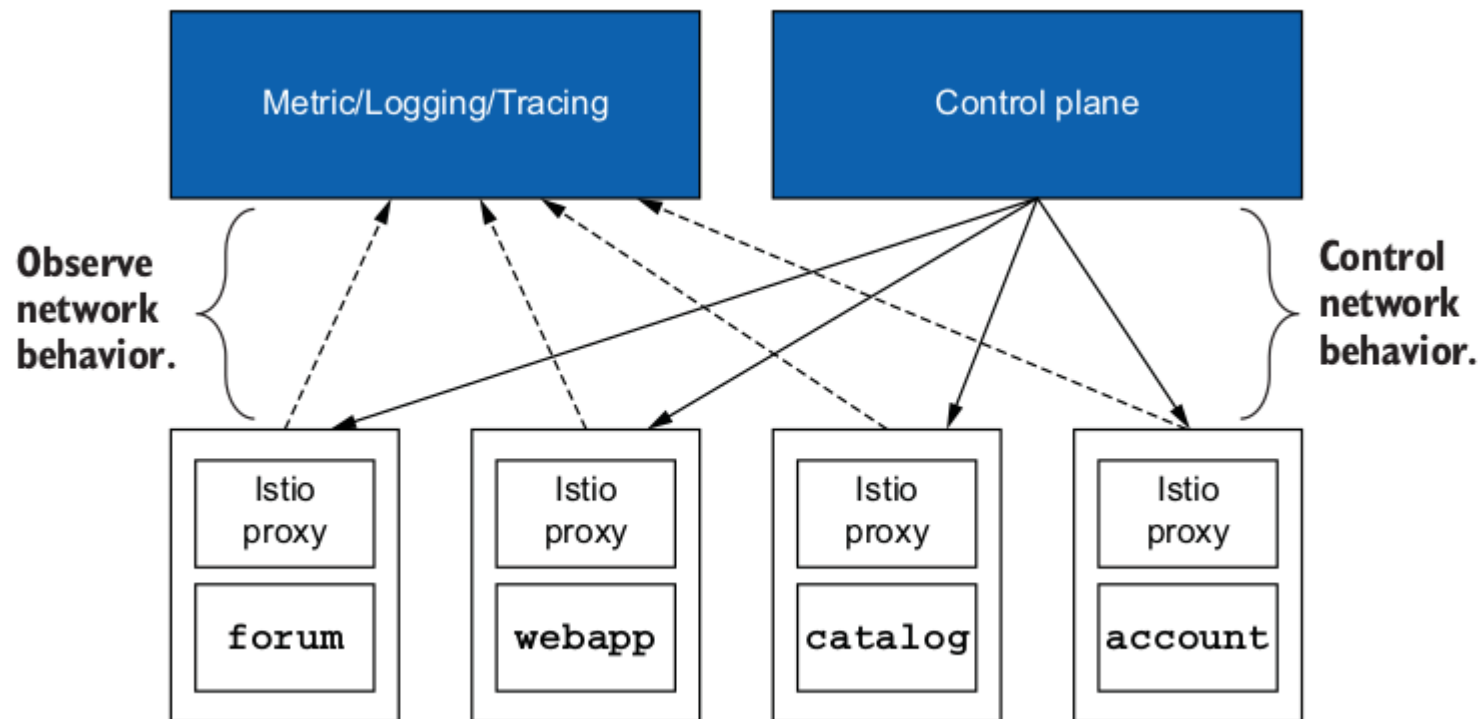 Metric/Logging/Tracing
Control plane
Observe
network
behavior.
Control
network
behavior.
Istio
proxy
forum
Istio
proxy
webapp
Istio
proxy
catalog
Istio
proxy
account